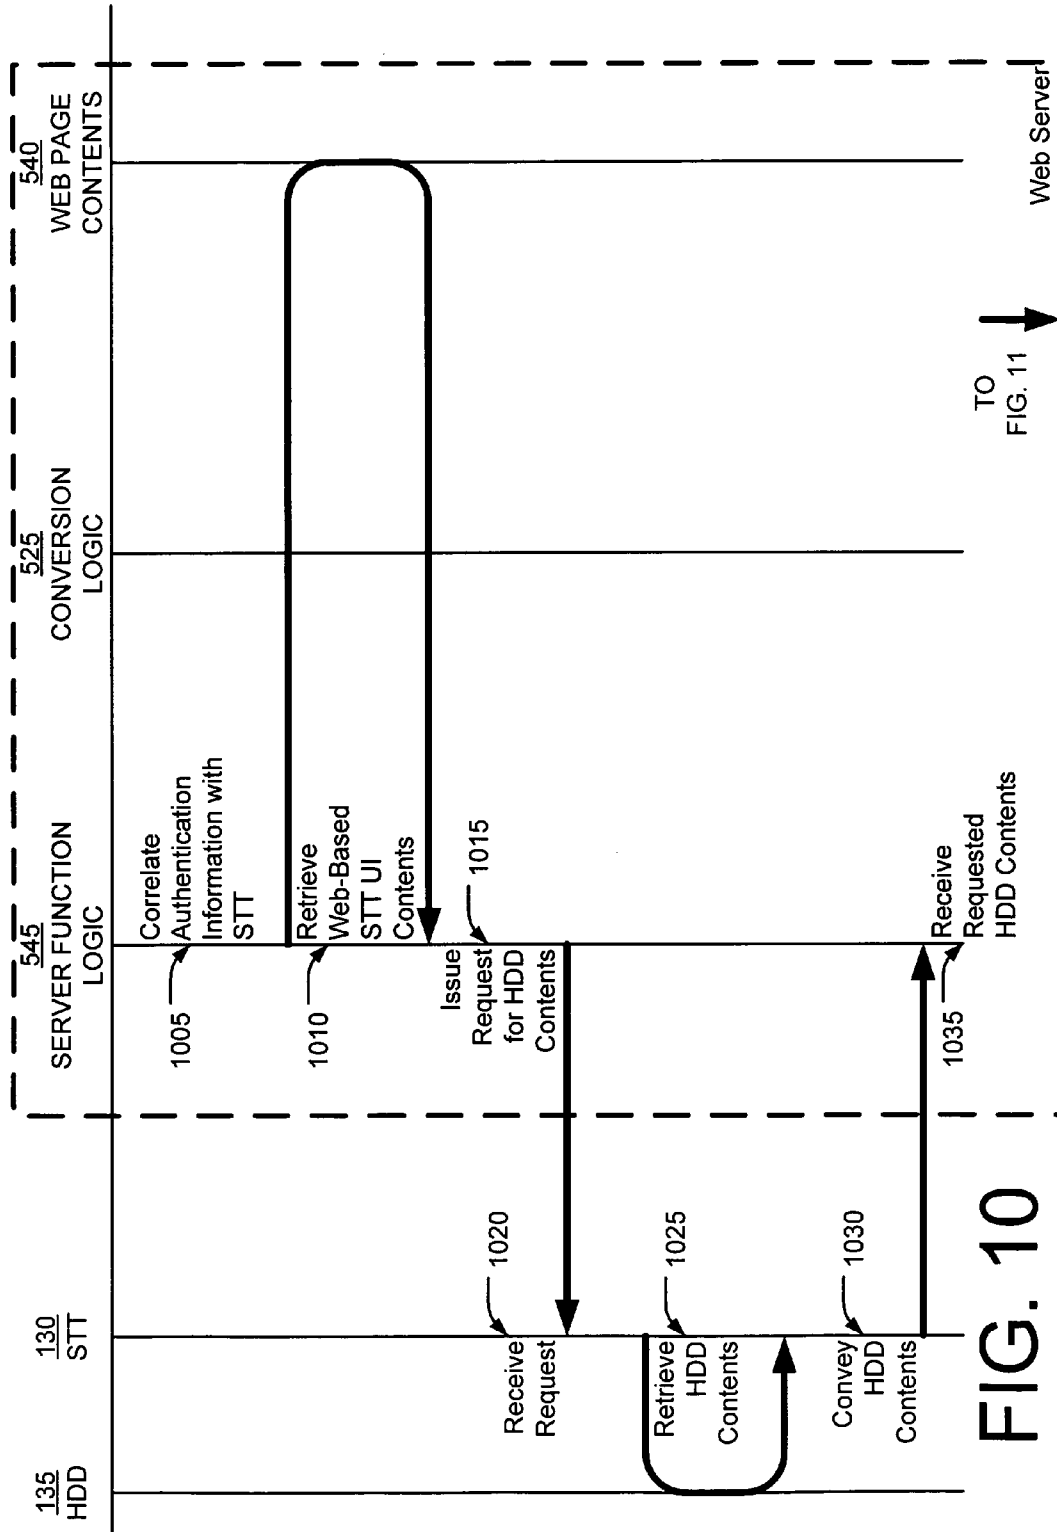 135
HDD
130
STT
545
SERVER FUNCTION
LOGIC
525
CONVERSION
LOGIC
540
WEB PAGE
CONTENTS
1005
Correlate
Authentication
Information with
STT
1010
Retrieve
Web-Based
STT UI
Contents
1015
Issue
Request
for HDD
Contents
1020
Receive
Request
1025
Retrieve
HDD
Contents
1030
Convey
HDD
Contents
1035
Receive
Requested
HDD Contents
TO
FIG. 11
Web Server
FIG. 10